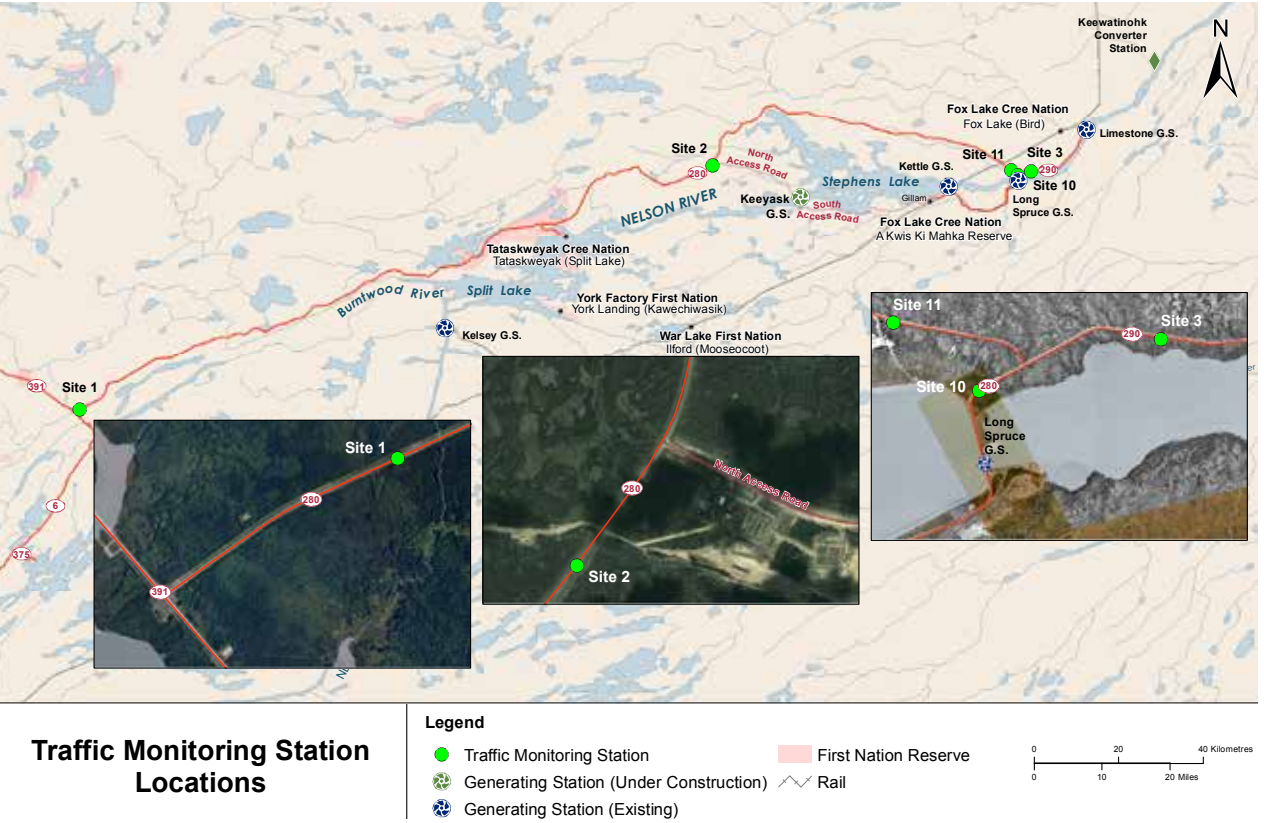 Keewatinohk
Converter
Station
N
Fox Lake Cree Nation
Fox Lake (Bird)
Limestone G.S.
Site 2
North
Access Road
280
Site 11
Site 3
290
Kettle G.S.
Stephens Lake
Site 10
Long
Spruce G.S.
Gillam
Keeyask
G.S.
South
Access Road
NELSON RIVER
Fox Lake Cree Nation
A Kwis Ki Mahka Reserve
Tataskweyak Cree Nation
Tataskweyak (Split Lake)
Burntwood River
Split Lake
York Factory First Nation
York Landing (Kawechiwasik)
Kelsey G.S.
War Lake First Nation
Ilford (Mooseocoot)
391
Site 1
6
375
Site 1
280
391
North Access Road
280
Site 2
Site 11
290
Site 3
Site 10
280
Long
Spruce
G.S.
Traffic Monitoring Station
Locations
Legend
Traffic Monitoring Station
Generating Station (Under Construction)
Generating Station (Existing)
First Nation Reserve
Rail
0 20 40 Kilometres
0 10 20 Miles